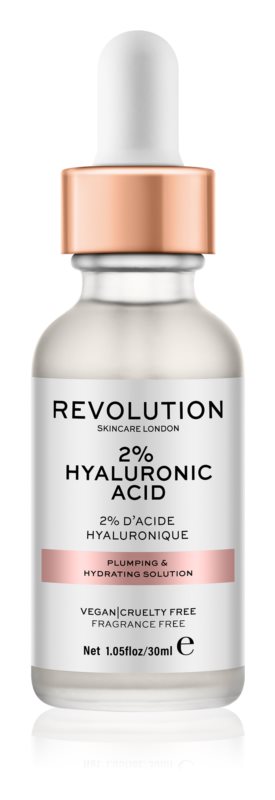 REVOLUTION
SKINCARE LONDON
2%
HYALURONIC
ACID
2% D'ACIDE
HYALURONIQUE
PLUMPING &
HYDRATING SOLUTION
VEGAN|CRUELTY FREE
FRAGRANCE FREE
Net 1.05floz/30ml e